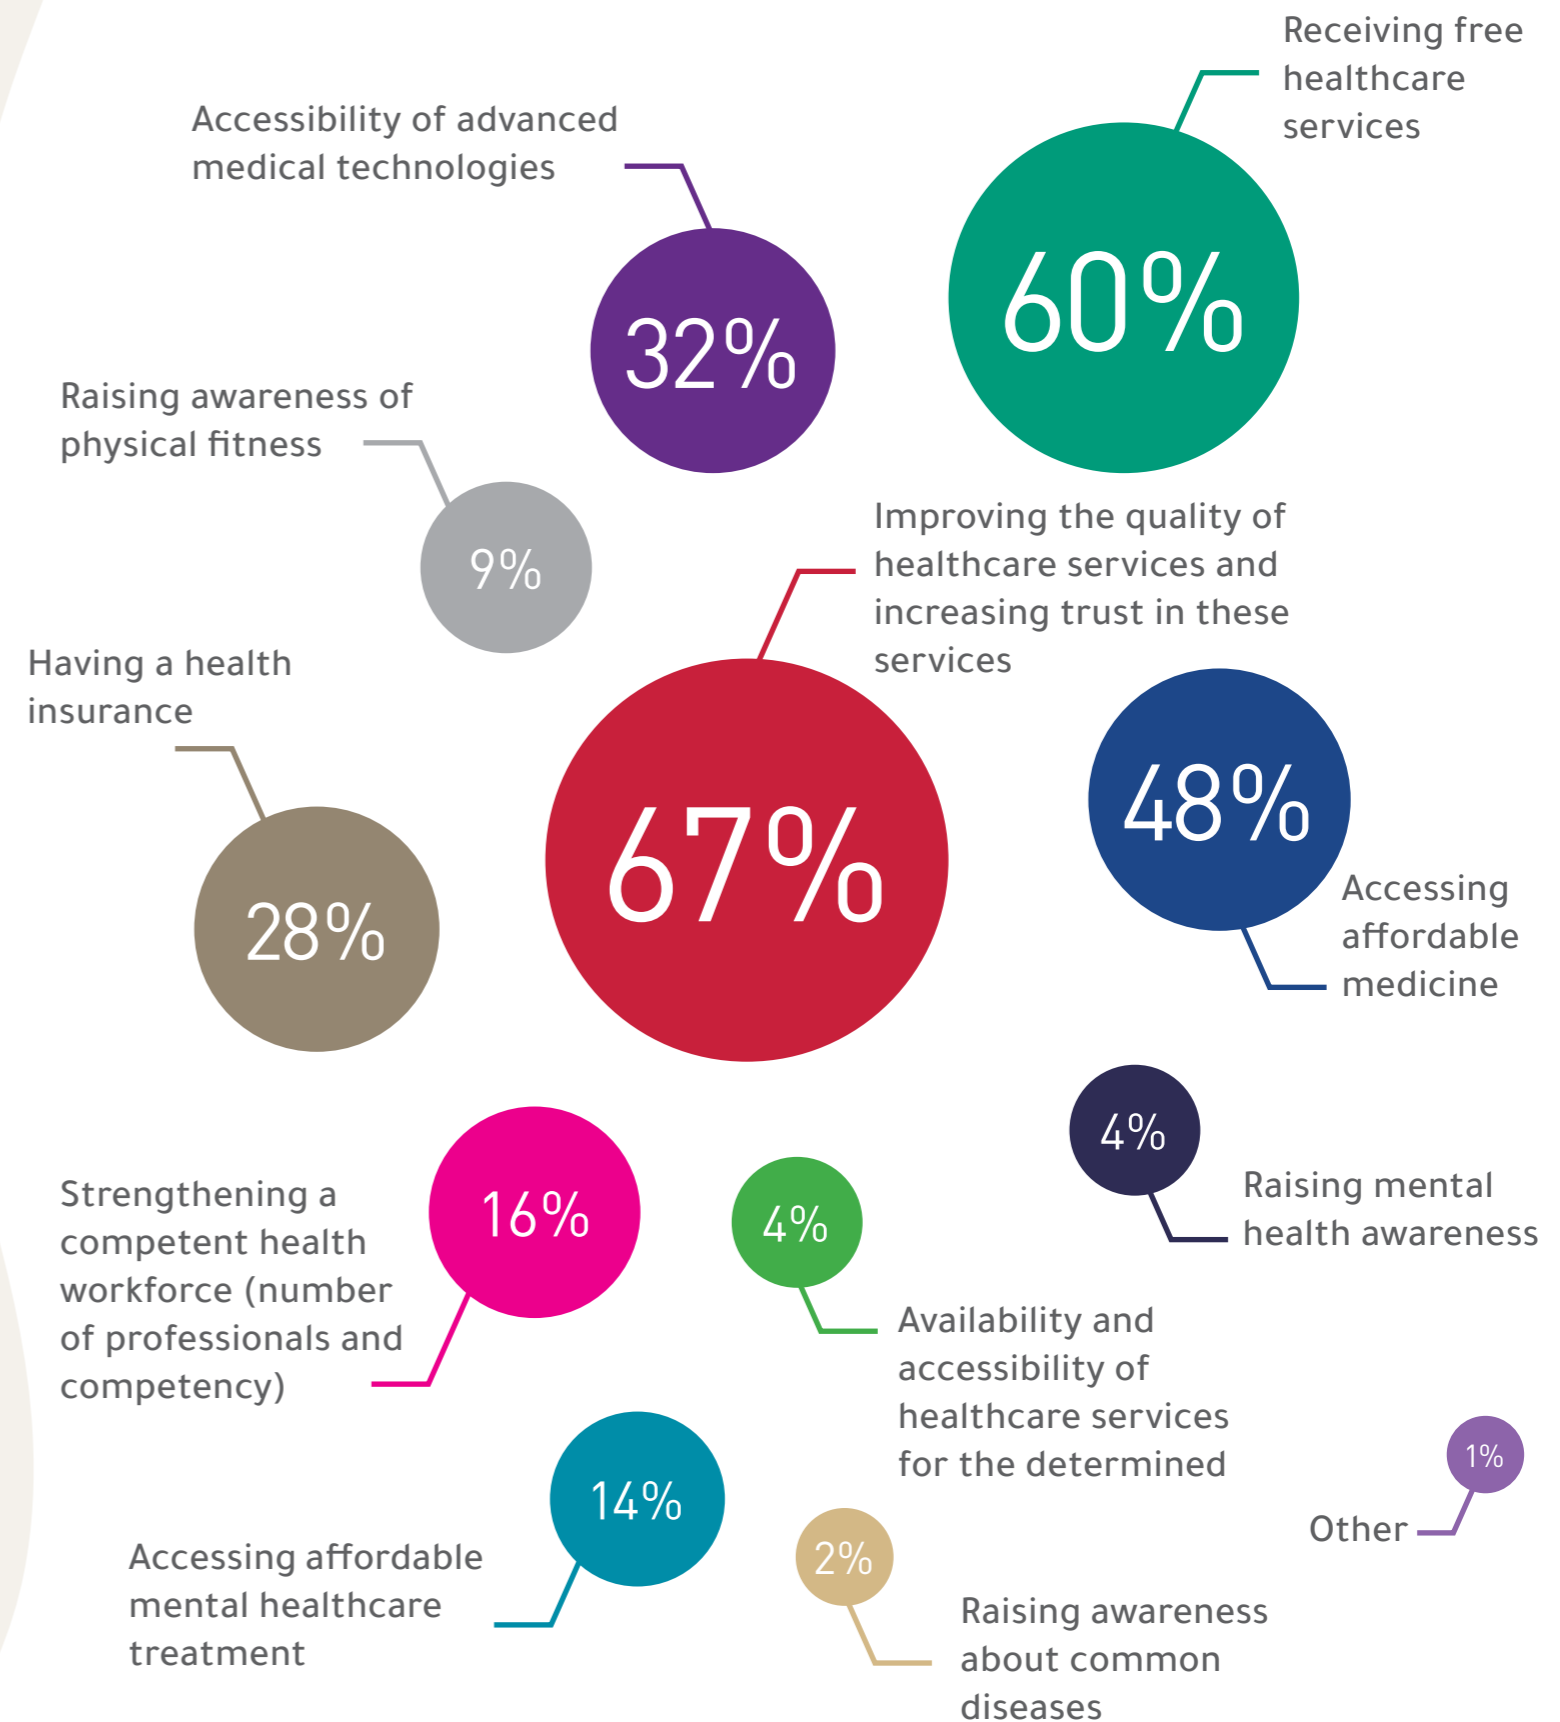 Receiving free
healthcare
services
60%
Accessibility of advanced
medical technologies
32%
Raising awareness of
physical fitness
9%
Improving the quality of
healthcare services and
increasing trust in these
services
67%
Having a health
insurance
28%
48%
Accessing
affordable
medicine
4%
Raising mental
health awareness
Strengthening a
competent health
workforce (number
of professionals and
competency)
16%
4%
Availability and
accessibility of
healthcare services
for the determined
1%
Other
14%
Accessing affordable
mental healthcare
treatment
2%
Raising awareness
about common
diseases